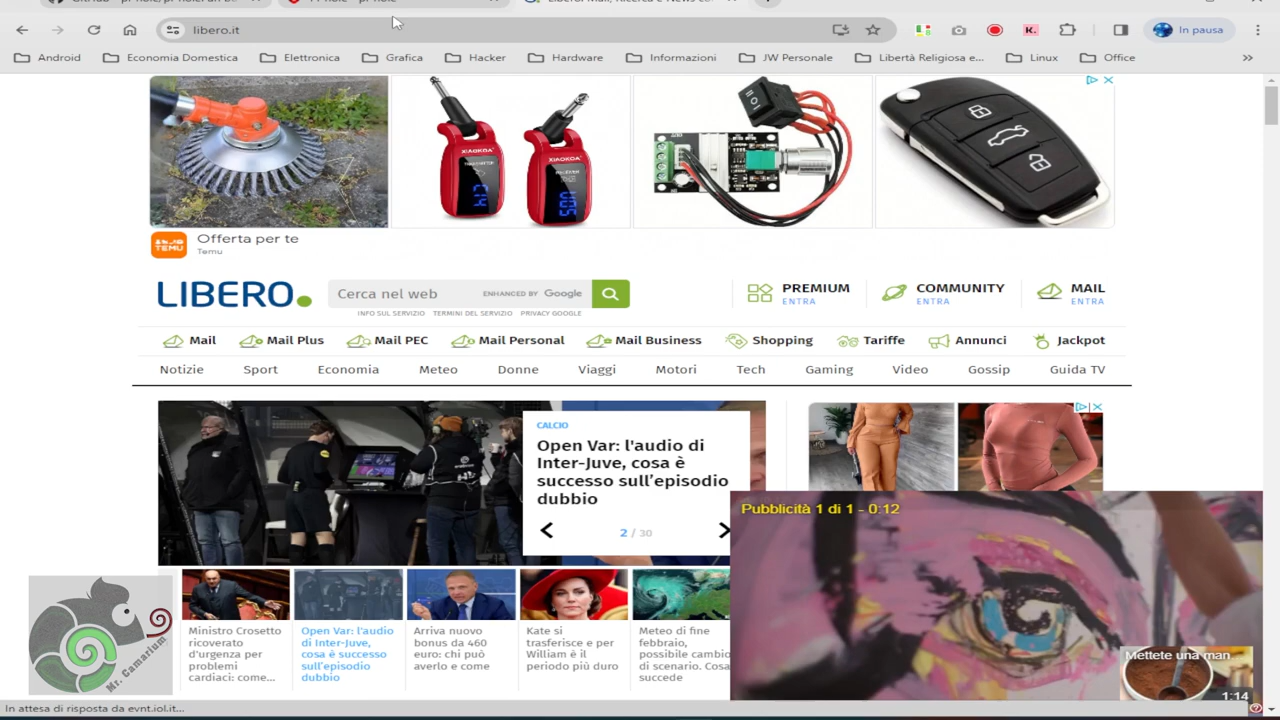 libero.it
In pausa
Android
Economia Domestica
Elettronica
Grafica
Hacker
Hardware
Informazioni
JW Personale
Libertà Religiosa e...
Linux
Office
XIAOKOA
XIAOKOA
TEMU
Offerta per te
Temu
LIBERO
Cerca nel web
ENHANCED BY Google
INFO SUL SERVIZIO TERMINI DEL SERVIZIO PRIVACY GOOGLE
PREMIUM
ENTRA
COMMUNITY
ENTRA
MAIL
ENTRA
Mail
Mail Plus
Mail PEC
Mail Personal
Mail Business
Shopping
Tariffe
Annunci
Jackpot
Notizie
Sport
Economia
Meteo
Donne
Viaggi
Motori
Tech
Gaming
Video
Gossip
Guida TV
CALCIO
Open Var: l'audio di
Inter-Juve, cosa è
successo sull'episodio
dubbio
2 / 30
Pubblicità 1 di 1 - 0:12
Mettete una man
1:14
Ministro Crosetto
ricoverato
d'urgenza per
problemi
cardiaci: come...
Open Var: l'audio
di Inter-Juve,
cosa è successo
sull'episodio
dubbio
Arriva nuovo
bonus da 460
euro: chi può
averlo e come
Kate si
trasferisce e per
William è il
periodo più duro
Meteo di fine
febbraio,
possibile cambio
di scenario. Cosa
succede
Mr. Camarium
In attesa di risposta da evnt.iol.it...